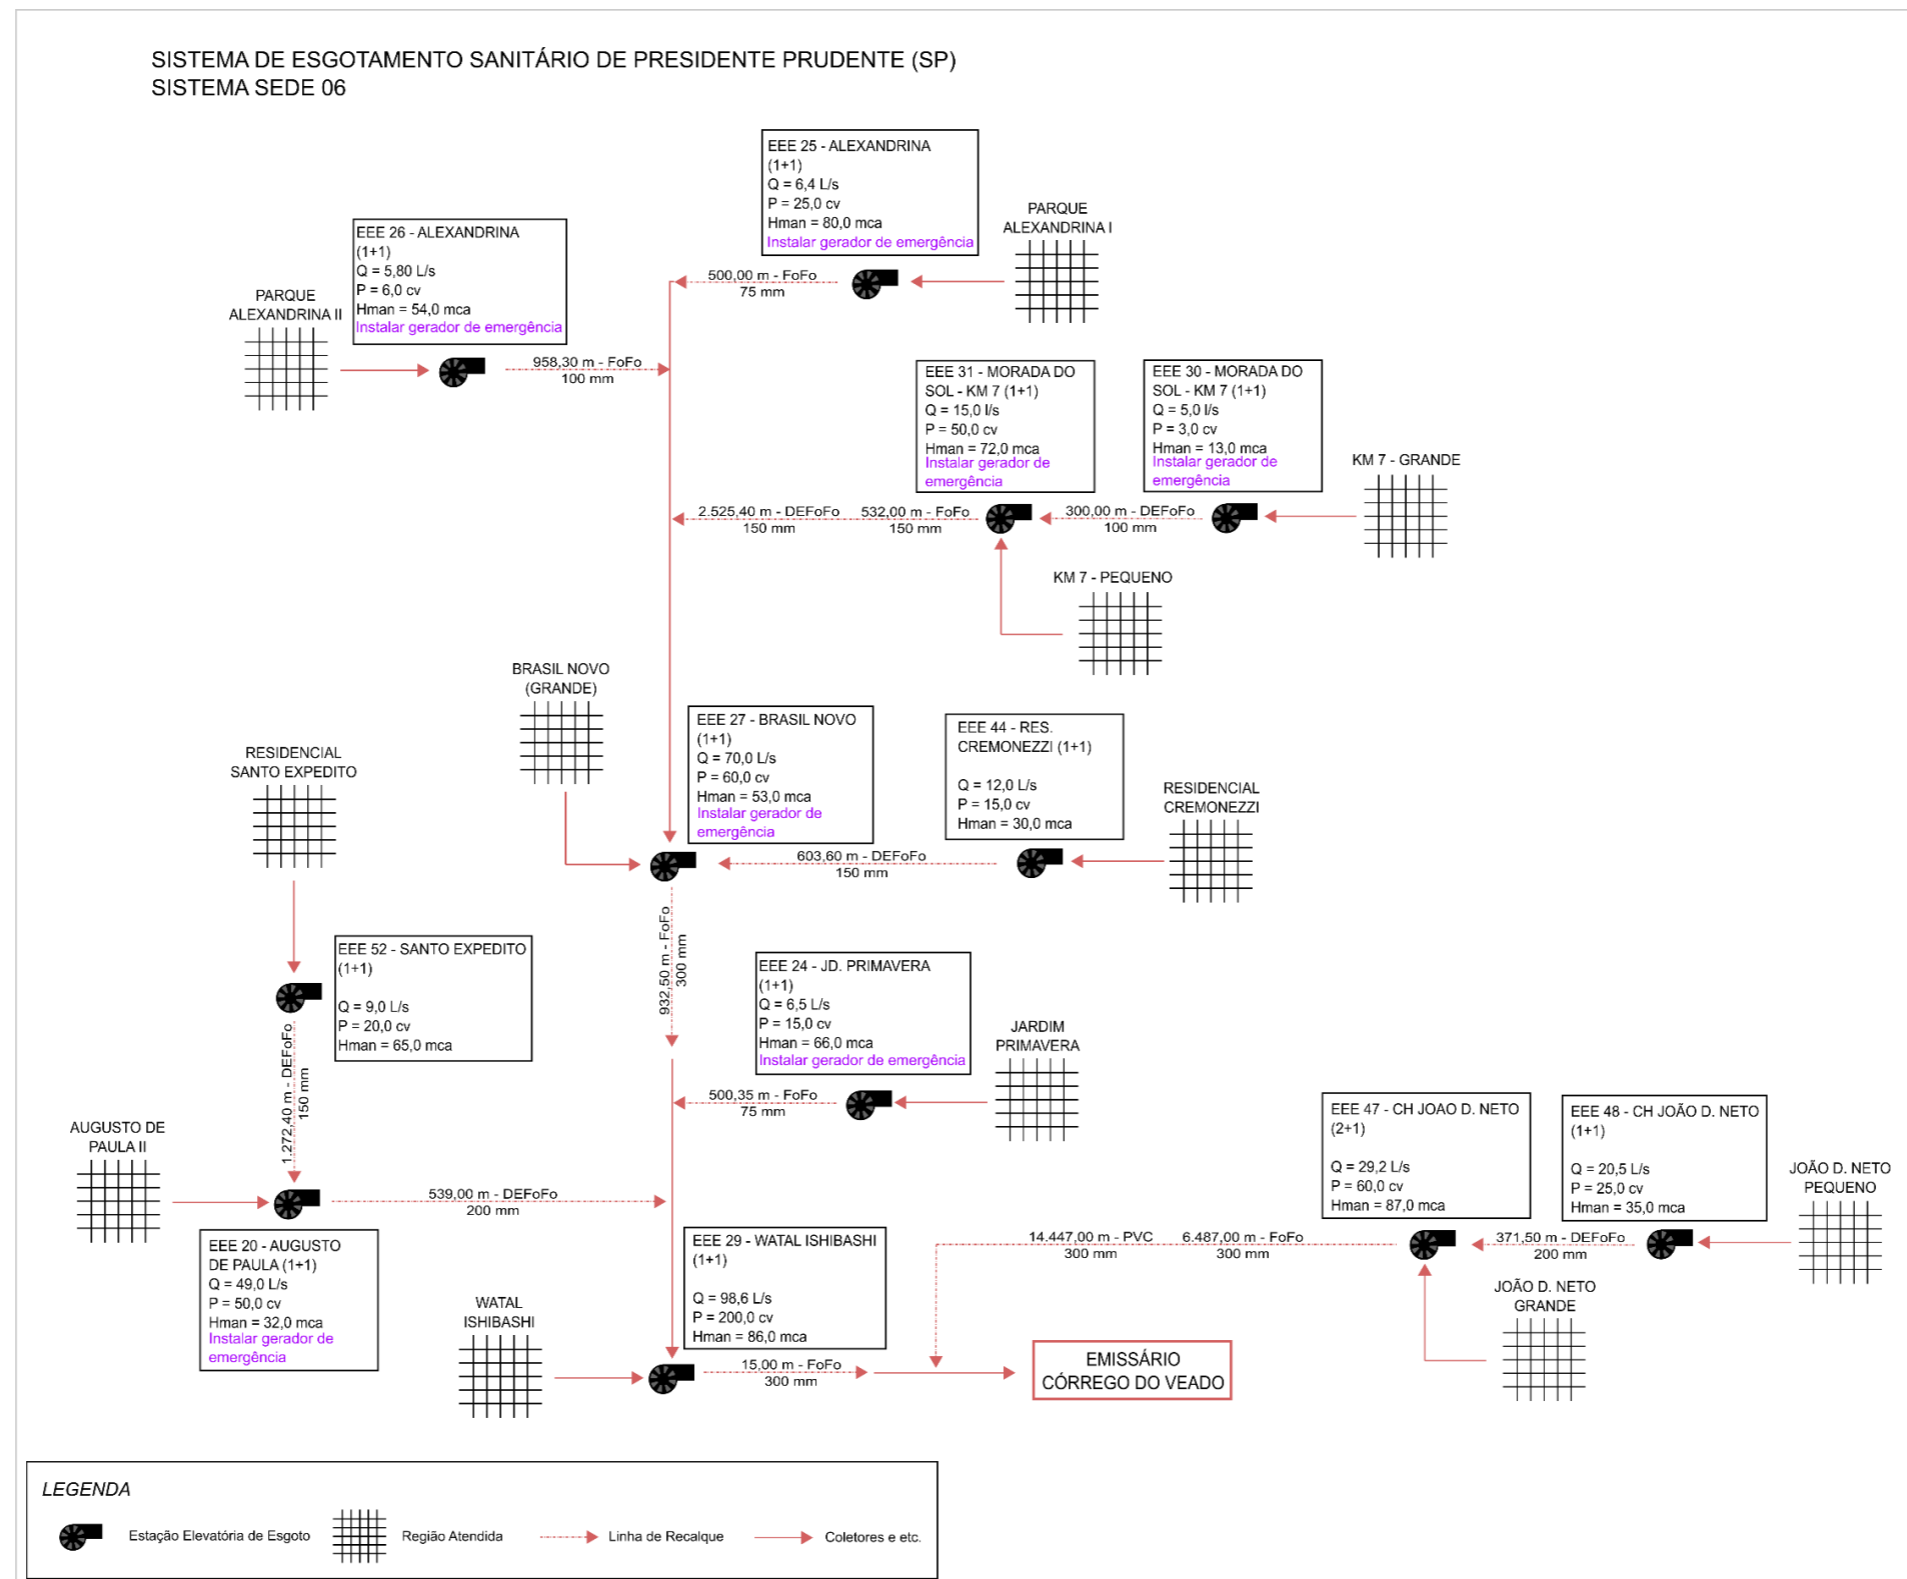 SISTEMA DE ESGOTAMENTO SANITÁRIO DE PRESIDENTE PRUDENTE (SP)
SISTEMA SEDE 06
EEE 25 - ALEXANDRINA
(1+1)
Q = 6,4 L/s
P = 25,0 cv
Hman = 80,0 mca
Instalar gerador de emergência
PARQUE
ALEXANDRINA I
500,00 m - FoFo
75 mm
EEE 26 - ALEXANDRINA
(1+1)
Q = 5,80 L/s
P = 6,0 cv
Hman = 54,0 mca
Instalar gerador de emergência
PARQUE
ALEXANDRINA II
958,30 m - FoFo
100 mm
EEE 31 - MORADA DO
SOL - KM 7 (1+1)
Q = 15,0 l/s
P = 50,0 cv
Hman = 72,0 mca
Instalar gerador de
emergência
EEE 30 - MORADA DO
SOL - KM 7 (1+1)
Q = 5,0 l/s
P = 3,0 cv
Hman = 13,0 mca
Instalar gerador de
emergência
KM 7 - GRANDE
2.525,40 m - DEFoFo
150 mm
532,00 m - FoFo
150 mm
300,00 m - DEFoFo
100 mm
KM 7 - PEQUENO
BRASIL NOVO
(GRANDE)
EEE 27 - BRASIL NOVO
(1+1)
Q = 70,0 L/s
P = 60,0 cv
Hman = 53,0 mca
Instalar gerador de
emergência
EEE 44 - RES.
CREMONEZZI (1+1)
Q = 12,0 L/s
P = 15,0 cv
Hman = 30,0 mca
RESIDENCIAL
CREMONEZZI
603,60 m - DEFoFo
150 mm
RESIDENCIAL
SANTO EXPEDITO
EEE 52 - SANTO EXPEDITO
(1+1)
Q = 9,0 L/s
P = 20,0 cv
Hman = 65,0 mca
932,50 m - FoFo
300 mm
EEE 24 - JD. PRIMAVERA
(1+1)
Q = 6,5 L/s
P = 15,0 cv
Hman = 66,0 mca
Instalar gerador de emergência
JARDIM
PRIMAVERA
500,35 m - FoFo
75 mm
1.272,40 m - DEFoFo
150 mm
AUGUSTO DE
PAULA II
539,00 m - DEFoFo
200 mm
EEE 20 - AUGUSTO
DE PAULA (1+1)
Q = 49,0 L/s
P = 50,0 cv
Hman = 32,0 mca
Instalar gerador de
emergência
EEE 29 - WATAL ISHIBASHI
(1+1)
Q = 98,6 L/s
P = 200,0 cv
Hman = 86,0 mca
WATAL
ISHIBASHI
15,00 m - FoFo
300 mm
EEE 47 - CH JOAO D. NETO
(2+1)
Q = 29,2 L/s
P = 60,0 cv
Hman = 87,0 mca
EEE 48 - CH JOÃO D. NETO
(1+1)
Q = 20,5 L/s
P = 25,0 cv
Hman = 35,0 mca
JOÃO D. NETO
PEQUENO
14.447,00 m - PVC
300 mm
6.487,00 m - FoFo
300 mm
371,50 m - DEFoFo
200 mm
JOÃO D. NETO
GRANDE
EMISSÁRIO
CÓRREGO DO VEADO
LEGENDA
Estação Elevatória de Esgoto
Região Atendida
Linha de Recalque
Coletores e etc.